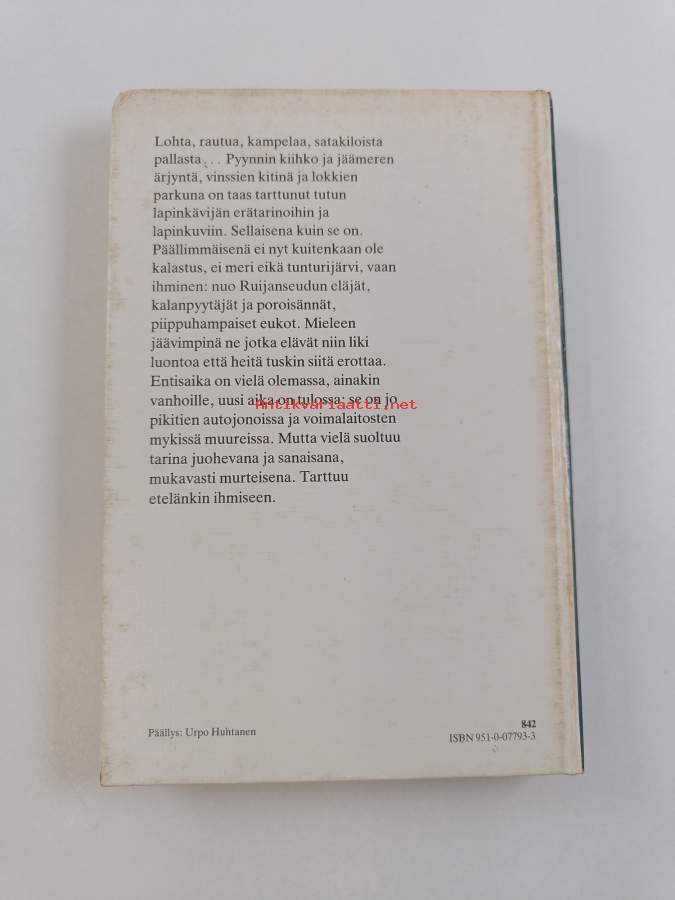 Lohta, rautua, kampelaa, satakiloista
pallasta... Pyynnin kiihko ja jäämeren
ärjyntä, vinssien kitinä ja lokkien
parkuna on taas tarttunut tutun
lapinkävijän erätarinoihin ja
lapinkuviin. Sellaisena kuin se on.
Päällimmäisenä ei nyt kuitenkaan ole
kalastus, ei meri eikä tunturijärvi, vaan
ihminen: nuo Ruijanseudun eläjät,
kalanpyytäjät ja poroisännät,
piippuhampaiset eukot. Mieleen
jäävimpinä ne jotka elävät niin liki
luontoa että heitä tuskin siitä erottaa.
Entisaika on vielä olemassa, ainakin
vanhoille, uusi aika on tulossa: se on jo
Antikvariaatti.net
pikitien autojonoissa ja voimalaitosten
mykissä muureissa. Mutta vielä suoltuu
tarina juohevana ja sanaisana,
mukavasti murteisena. Tarttuu
etelänkin ihmiseen.
Päällys: Urpo Huhtanen
842
ISBN 951-0-07793-3